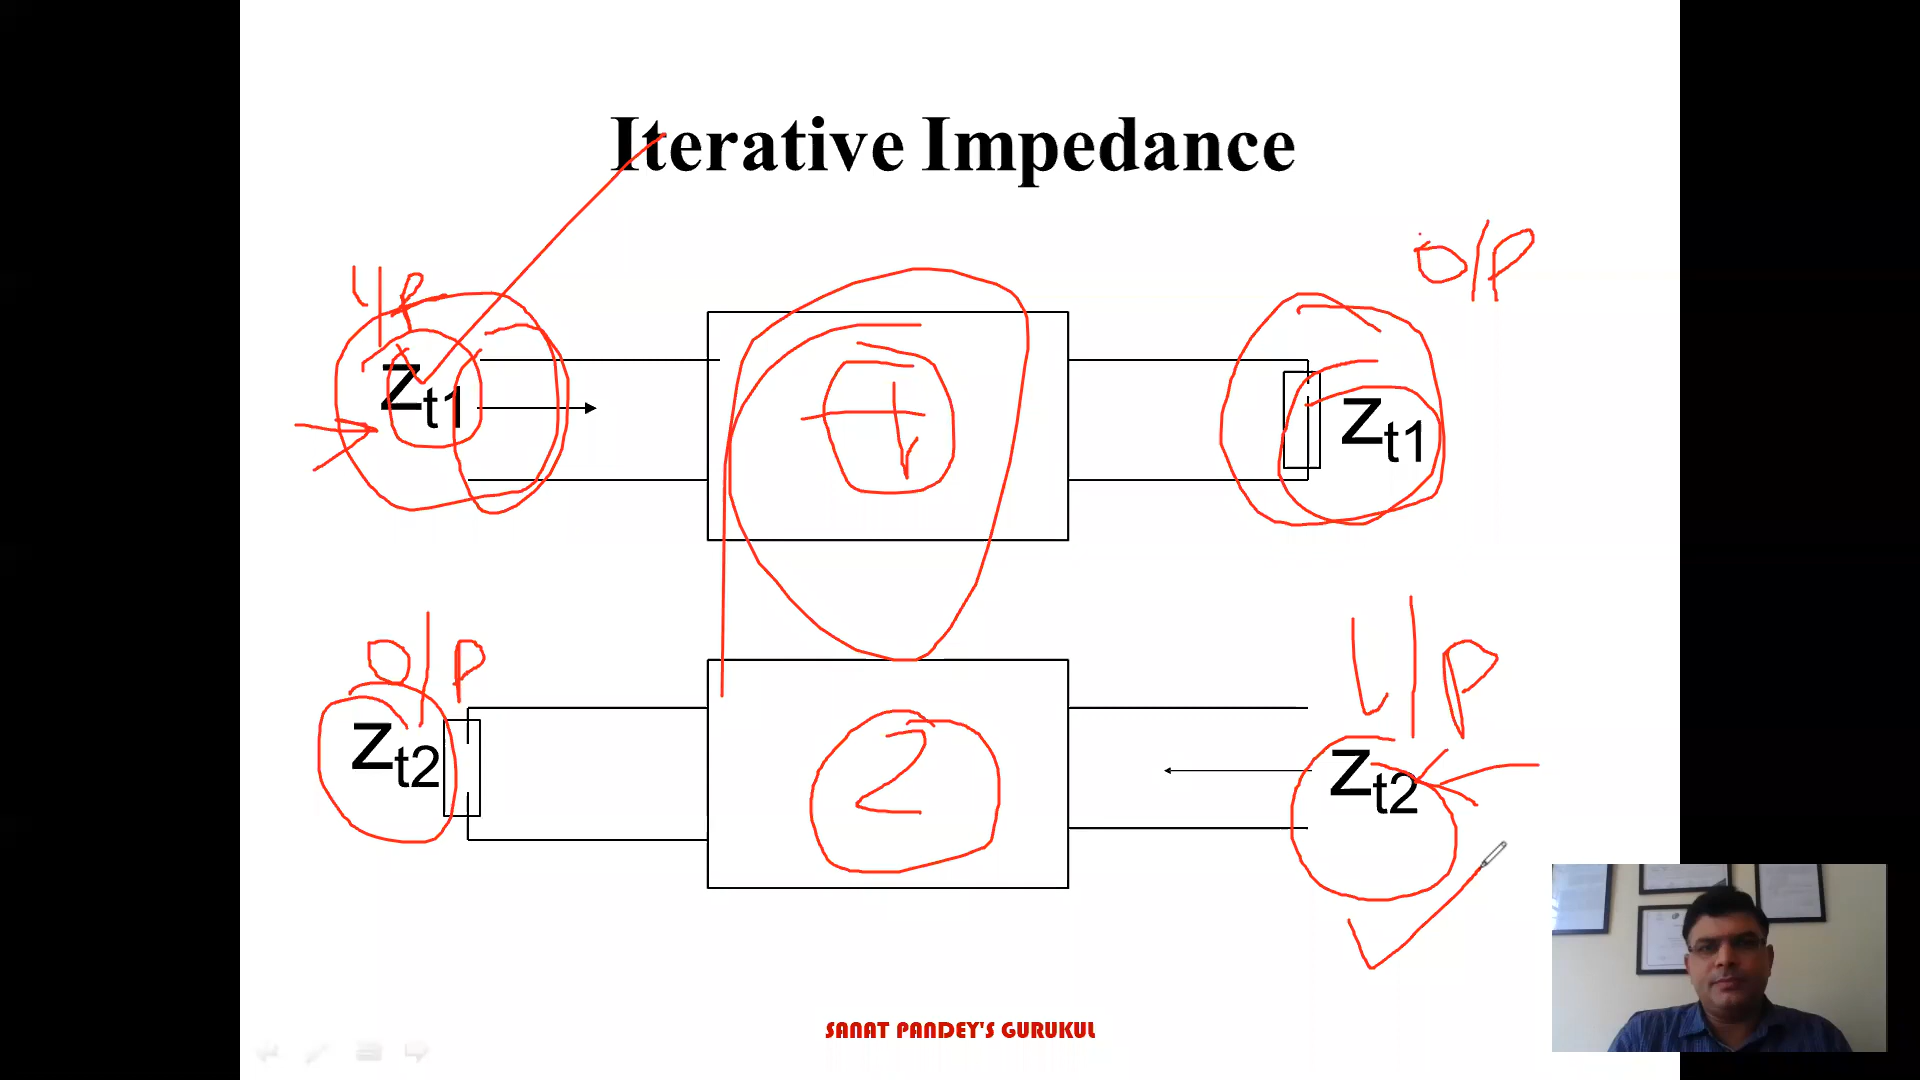 Iterative Impedance
I/P
O/P
Zt1
1
Zt1
O/P
I/P
Zt2
2
Zt2
SANAT PANDEY'S GURUKUL